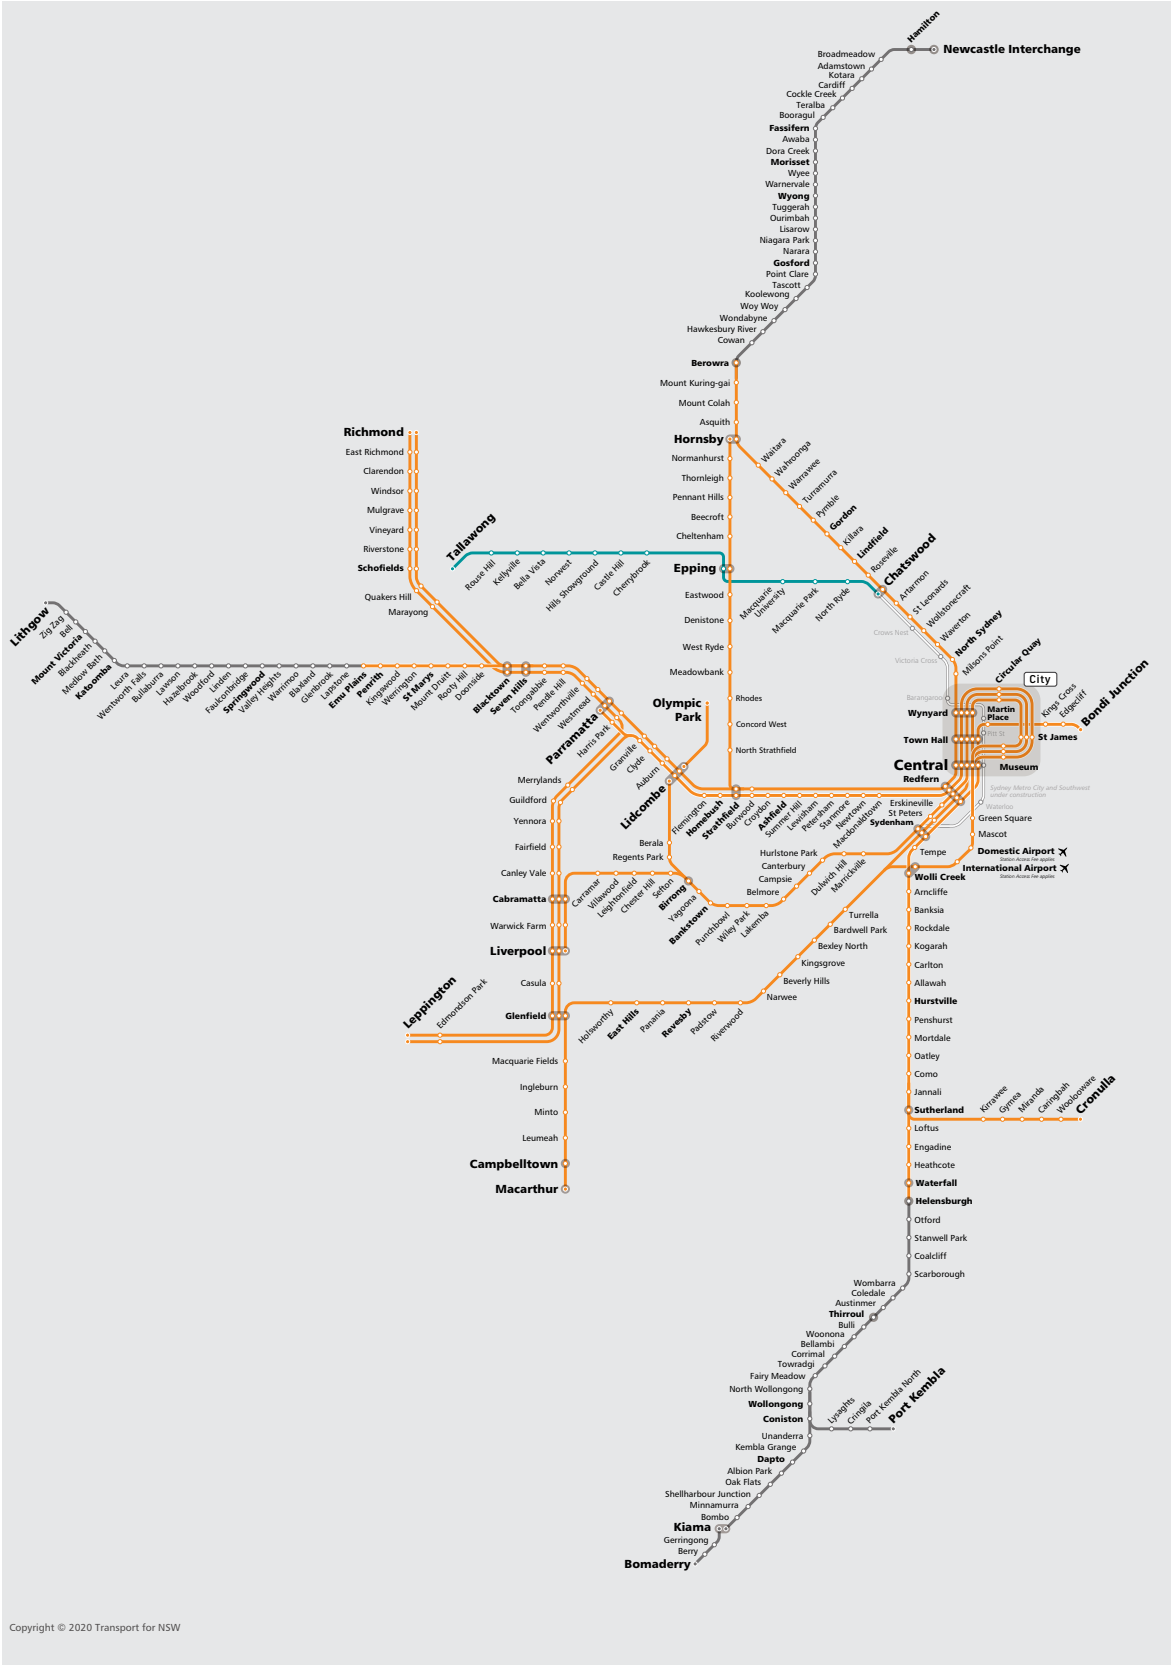 Hamilton
Newcastle Interchange
Broadmeadow
Adamstown
Kotara
Cardiff
Cockle Creek
Teralba
Booragul
Fassifern
Awaba
Dora Creek
Morisset
Wyee
Warnervale
Wyong
Tuggerah
Ourimbah
Lisarow
Niagara Park
Narara
Gosford
Point Clare
Tascott
Koolewong
Woy Woy
Wondabyne
Hawkesbury River
Cowan
Berowra
Mount Kuring-gai
Mount Colah
Asquith
Hornsby
Normanhurst
Thornleigh
Pennant Hills
Beecroft
Cheltenham
Epping
Eastwood
Denistone
West Ryde
Meadowbank
Rhodes
Concord West
North Strathfield
Waitara
Wahroonga
Warrawee
Turramurra
Pymble
Gordon
Killara
Lindfield
Roseville
Chatswood
Artarmon
St Leonards
Wollstonecraft
Waverton
North Sydney
Milsons Point
Circular Quay
Richmond
East Richmond
Clarendon
Windsor
Mulgrave
Vineyard
Riverstone
Schofields
Quakers Hill
Marayong
Tallawong
Rouse Hill
Kellyville
Bella Vista
Norwest
Hills Showground
Castle Hill
Cherrybrook
Macquarie
University
Macquarie Park
North Ryde
Crows Nest
Victoria Cross
Barangaroo
Lithgow
Zig Zag
Bell
Mount Victoria
Blackheath
Medlow Bath
Katoomba
Leura
Wentworth Falls
Bullaburra
Lawson
Hazelbrook
Woodford
Linden
Faulconbridge
Springwood
Valley Heights
Warrimoo
Blaxland
Glenbrook
Lapstone
Emu Plains
Penrith
Kingswood
Werrington
St Marys
Mount Druitt
Rooty Hill
Doonside
Blacktown
Seven Hills
Toongabbie
Pendle Hill
Wentworthville
Westmead
Parramatta
Harris Park
Granville
Clyde
Auburn
Lidcombe
Olympic
Park
City
Wynyard
Martin
Place
Town Hall
Pitt St
Central
Redfern
St James
Museum
Kings Cross
Edgecliff
Bondi Junction
Sydney Metro City and Southwest
under construction
Waterloo
Green Square
Mascot
Domestic Airport
Station Access Fee applies
International Airport
Station Access Fee applies
Flemington
Homebush
Strathfield
Burwood
Croydon
Ashfield
Summer Hill
Lewisham
Petersham
Stanmore
Newtown
Macdonaldtown
Erskineville
St Peters
Sydenham
Tempe
Wolli Creek
Merrylands
Guildford
Yennora
Fairfield
Canley Vale
Cabramatta
Warwick Farm
Liverpool
Casula
Glenfield
Leppington
Edmondson Park
Berala
Regents Park
Carramar
Villawood
Leightonfield
Chester Hill
Sefton
Birrong
Yagoona
Bankstown
Punchbowl
Wiley Park
Lakemba
Belmore
Campsie
Canterbury
Hurlstone Park
Dulwich Hill
Marrickville
Turrella
Bardwell Park
Bexley North
Kingsgrove
Beverly Hills
Narwee
Riverwood
Padstow
Revesby
Panania
East Hills
Holsworthy
Macquarie Fields
Ingleburn
Minto
Leumeah
Campbelltown
Macarthur
Arncliffe
Banksia
Rockdale
Kogarah
Carlton
Allawah
Hurstville
Penshurst
Mortdale
Oatley
Como
Jannali
Sutherland
Kirrawee
Gymea
Miranda
Caringbah
Woolooware
Cronulla
Loftus
Engadine
Heathcote
Waterfall
Helensburgh
Otford
Stanwell Park
Coalcliff
Scarborough
Wombarra
Coledale
Austinmer
Thirroul
Bulli
Woonona
Bellambi
Corrimal
Towradgi
Fairy Meadow
North Wollongong
Wollongong
Coniston
Lysaghts
Cringila
Port Kembla North
Port Kembla
Unanderra
Kembla Grange
Dapto
Albion Park
Oak Flats
Shellharbour Junction
Minnamurra
Bombo
Kiama
Gerringong
Berry
Bomaderry
Copyright © 2020 Transport for NSW